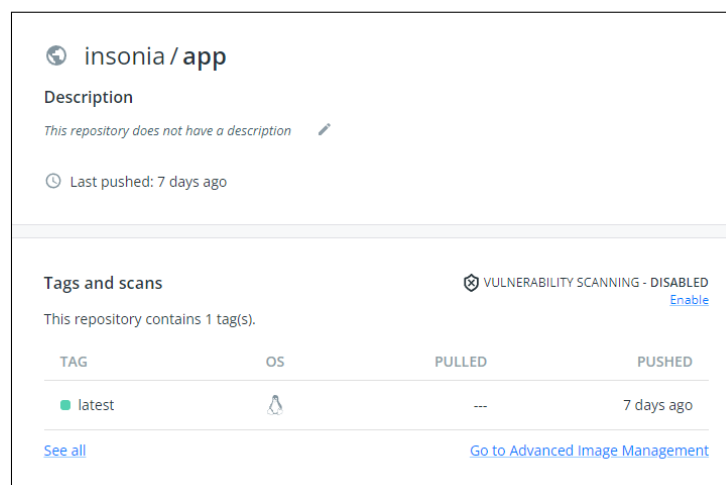 insonia / app
Description
This repository does not have a description
Last pushed: 7 days ago
Tags and scans
VULNERABILITY SCANNING - DISABLED
Enable
This repository contains 1 tag(s).
TAG OS PULLED PUSHED
latest --- 7 days ago
See all Go to Advanced Image Management